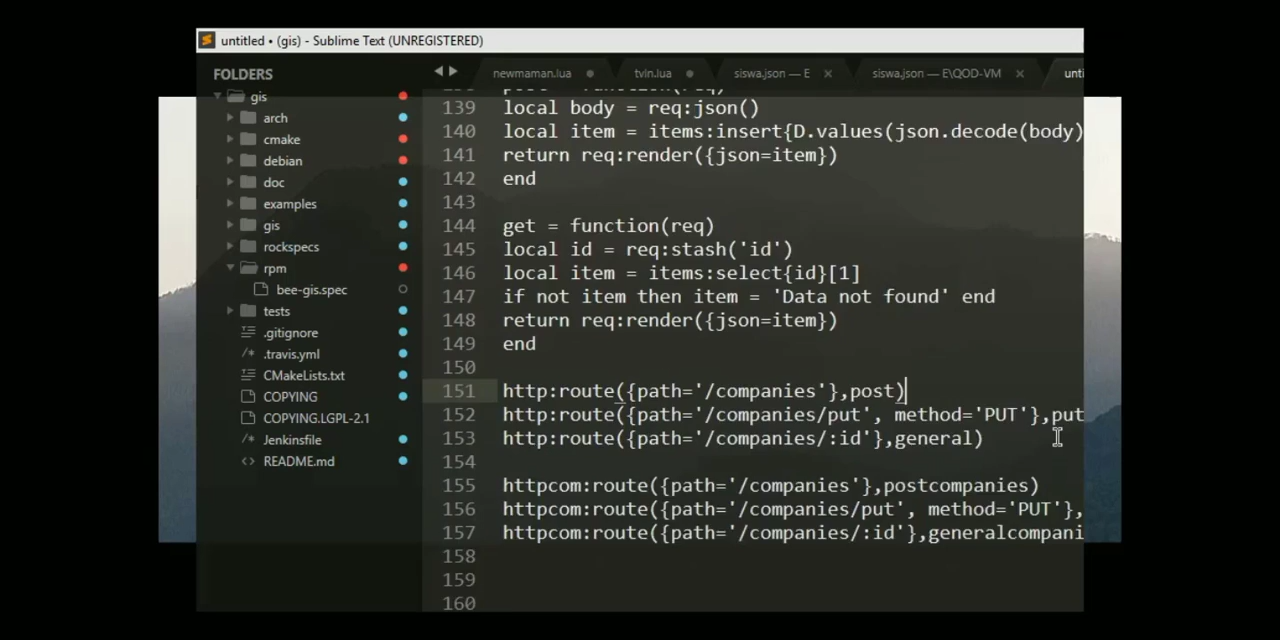 untitled • (gis) - Sublime Text (UNREGISTERED)
FOLDERS
gis
arch
cmake
debian
doc
examples
gis
rockspecs
rpm
bee-gis.spec
tests
.gitignore
.travis.yml
CMakeLists.txt
COPYING
COPYING.LGPL-2.1
Jenkinsfile
README.md
newmaman.lua
tvin.lua
siswa.json — E
siswa.json — E\QOD-VM
unti
139 local body = req:json()
140 local item = items:insert{D.values(json.decode(body)
141 return req:render({json=item})
142 end
143
144 get = function(req)
145 local id = req:stash('id')
146 local item = items:select{id}[1]
147 if not item then item = 'Data not found' end
148 return req:render({json=item})
149 end
150
151 http:route({path='/companies'},post)
152 http:route({path='/companies/put', method='PUT'},put
153 http:route({path='/companies/:id'},general)
154
155 httpcom:route({path='/companies'},postcompanies)
156 httpcom:route({path='/companies/put', method='PUT'},
157 httpcom:route({path='/companies/:id'},generalcompani
158
159
160